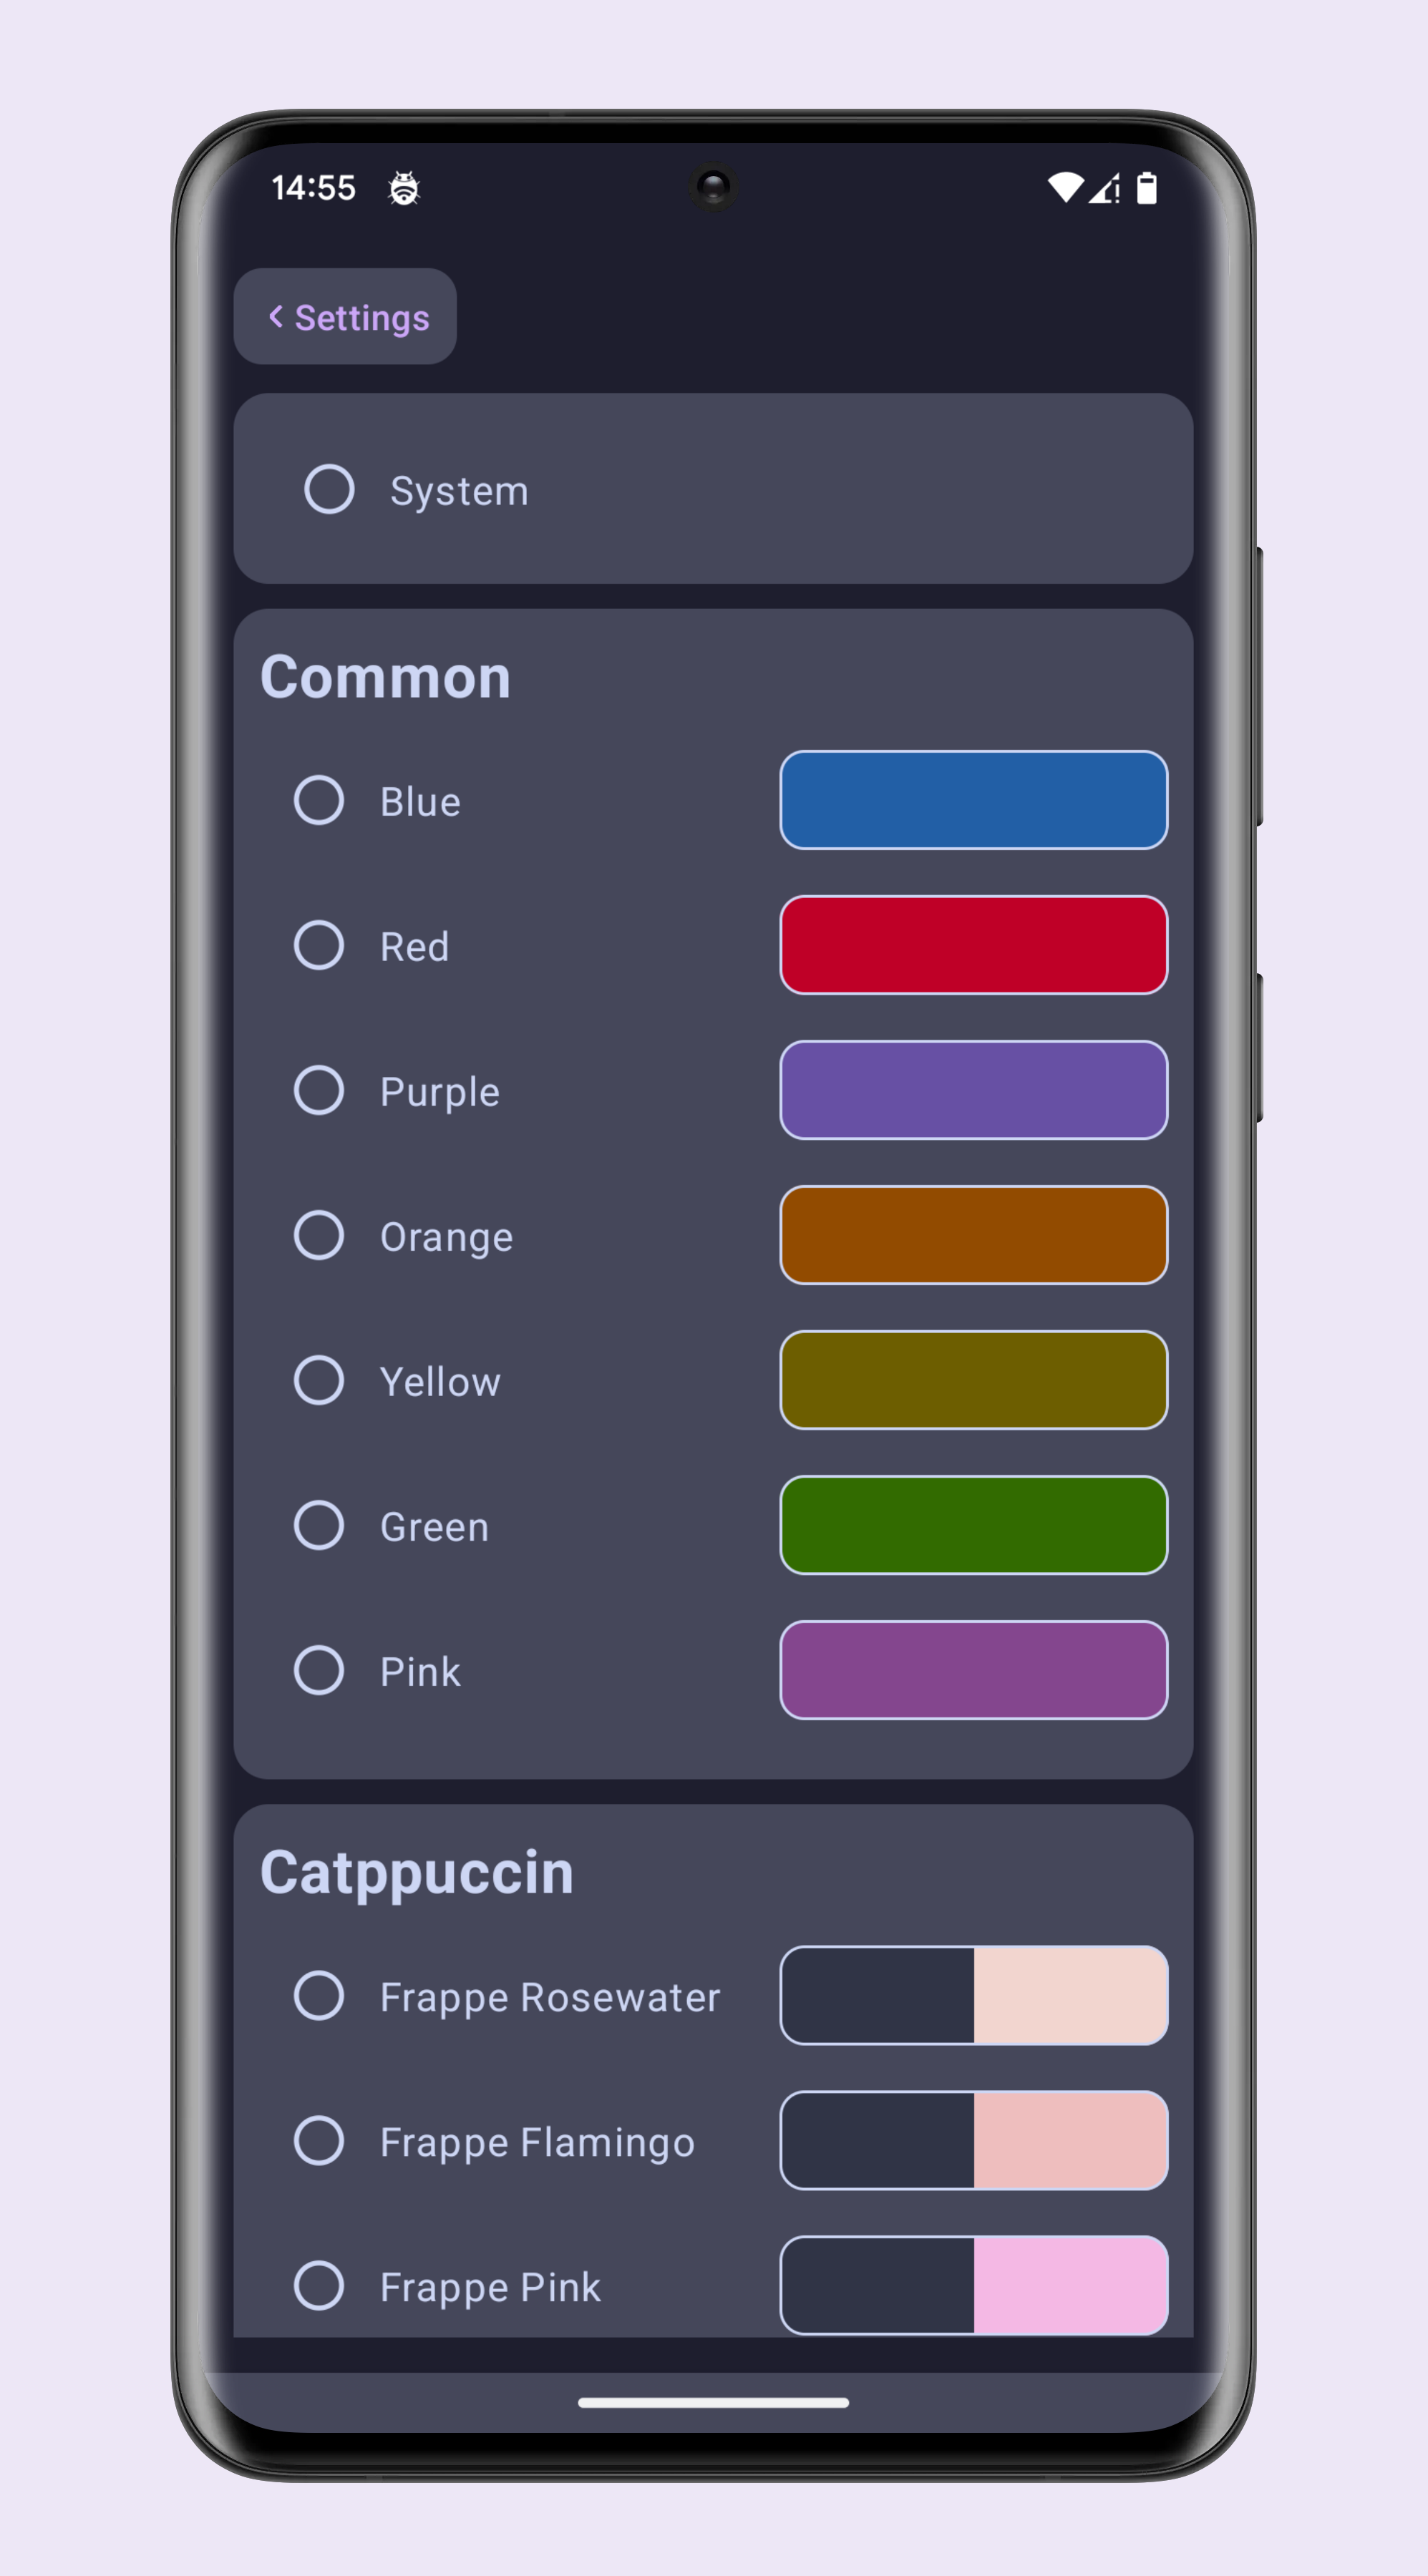 14:55
Settings
System
Common
Blue
Red
Purple
Orange
Yellow
Green
Pink
Catppuccin
Frappe Rosewater
Frappe Flamingo
Frappe Pink